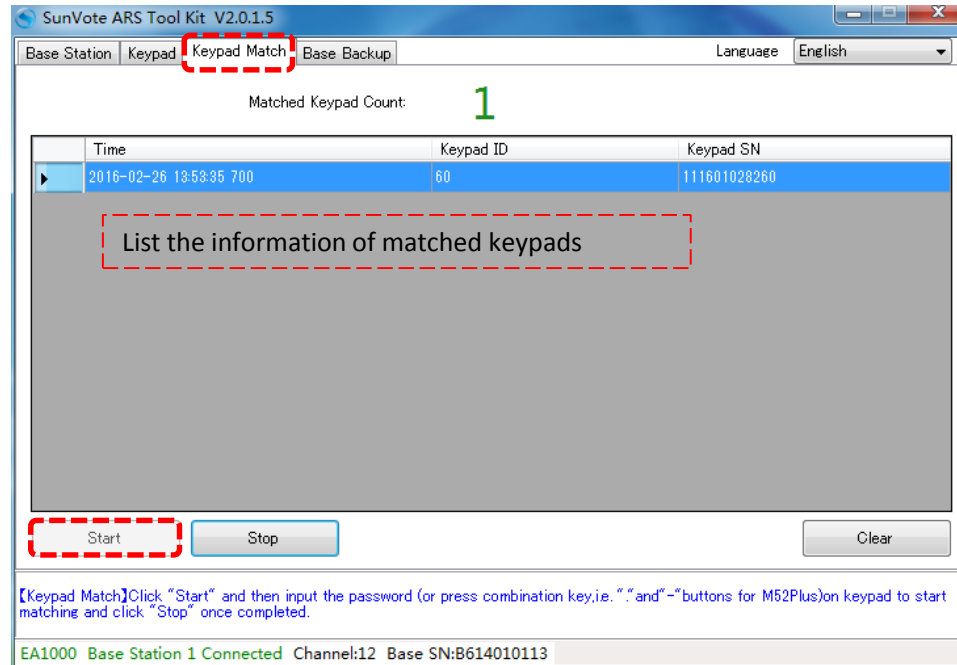 SunVote ARS Tool Kit V2.0.1.5
Base Station Keypad Keypad Match Base Backup Language English
Matched Keypad Count: 1
Time Keypad ID Keypad SN
2016-02-26 13:53:35 700 60 111601028260
List the information of matched keypads
Start Stop Clear
【Keypad Match】Click "Start" and then input the password (or press combination key,i.e. "."and"-"buttons for M52Plus)on keypad to start
matching and click "Stop" once completed.
EA1000 Base Station 1 Connected Channel:12 Base SN:B614010113